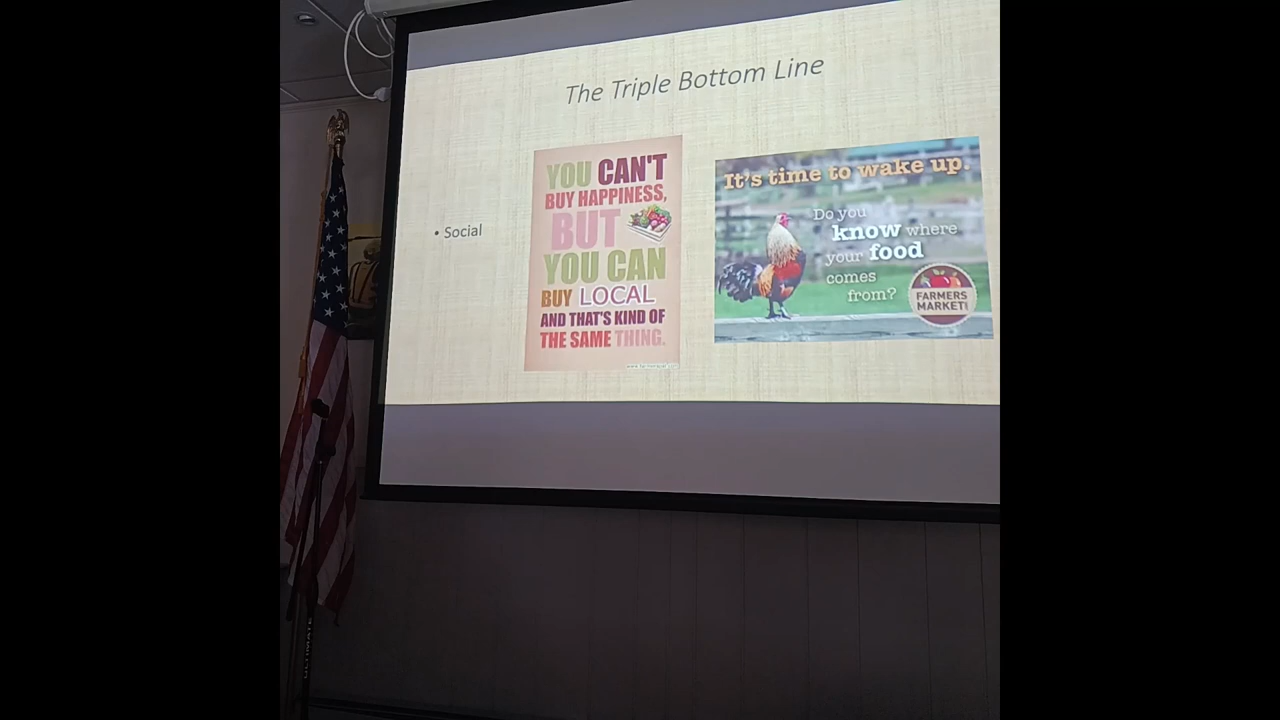 The Triple Bottom Line
• Social
YOU CAN'T
BUY HAPPINESS,
BUT
YOU CAN
BUY LOCAL
AND THAT'S KIND OF
THE SAME THING.
It's time to wake up.
Do you
know where
your food
comes
from?
FARMERS
MARKET!
ULTIMATE